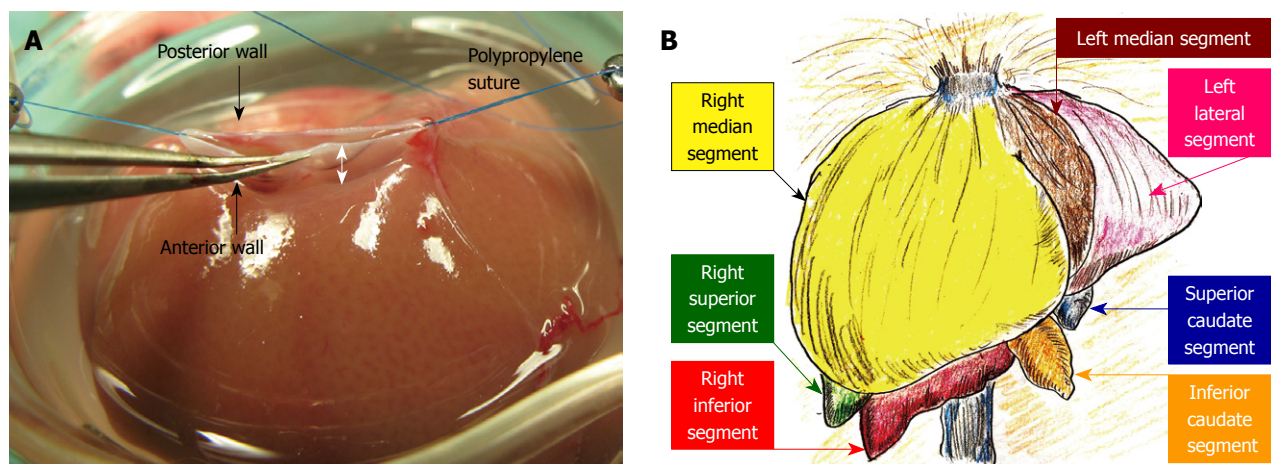 A
Posterior wall
Polypropylene
suture
Anterior wall
B
Left median segment
Right
median
segment
Left
lateral
segment
Right
superior
segment
Superior
caudate
segment
Right
inferior
segment
Inferior
caudate
segment